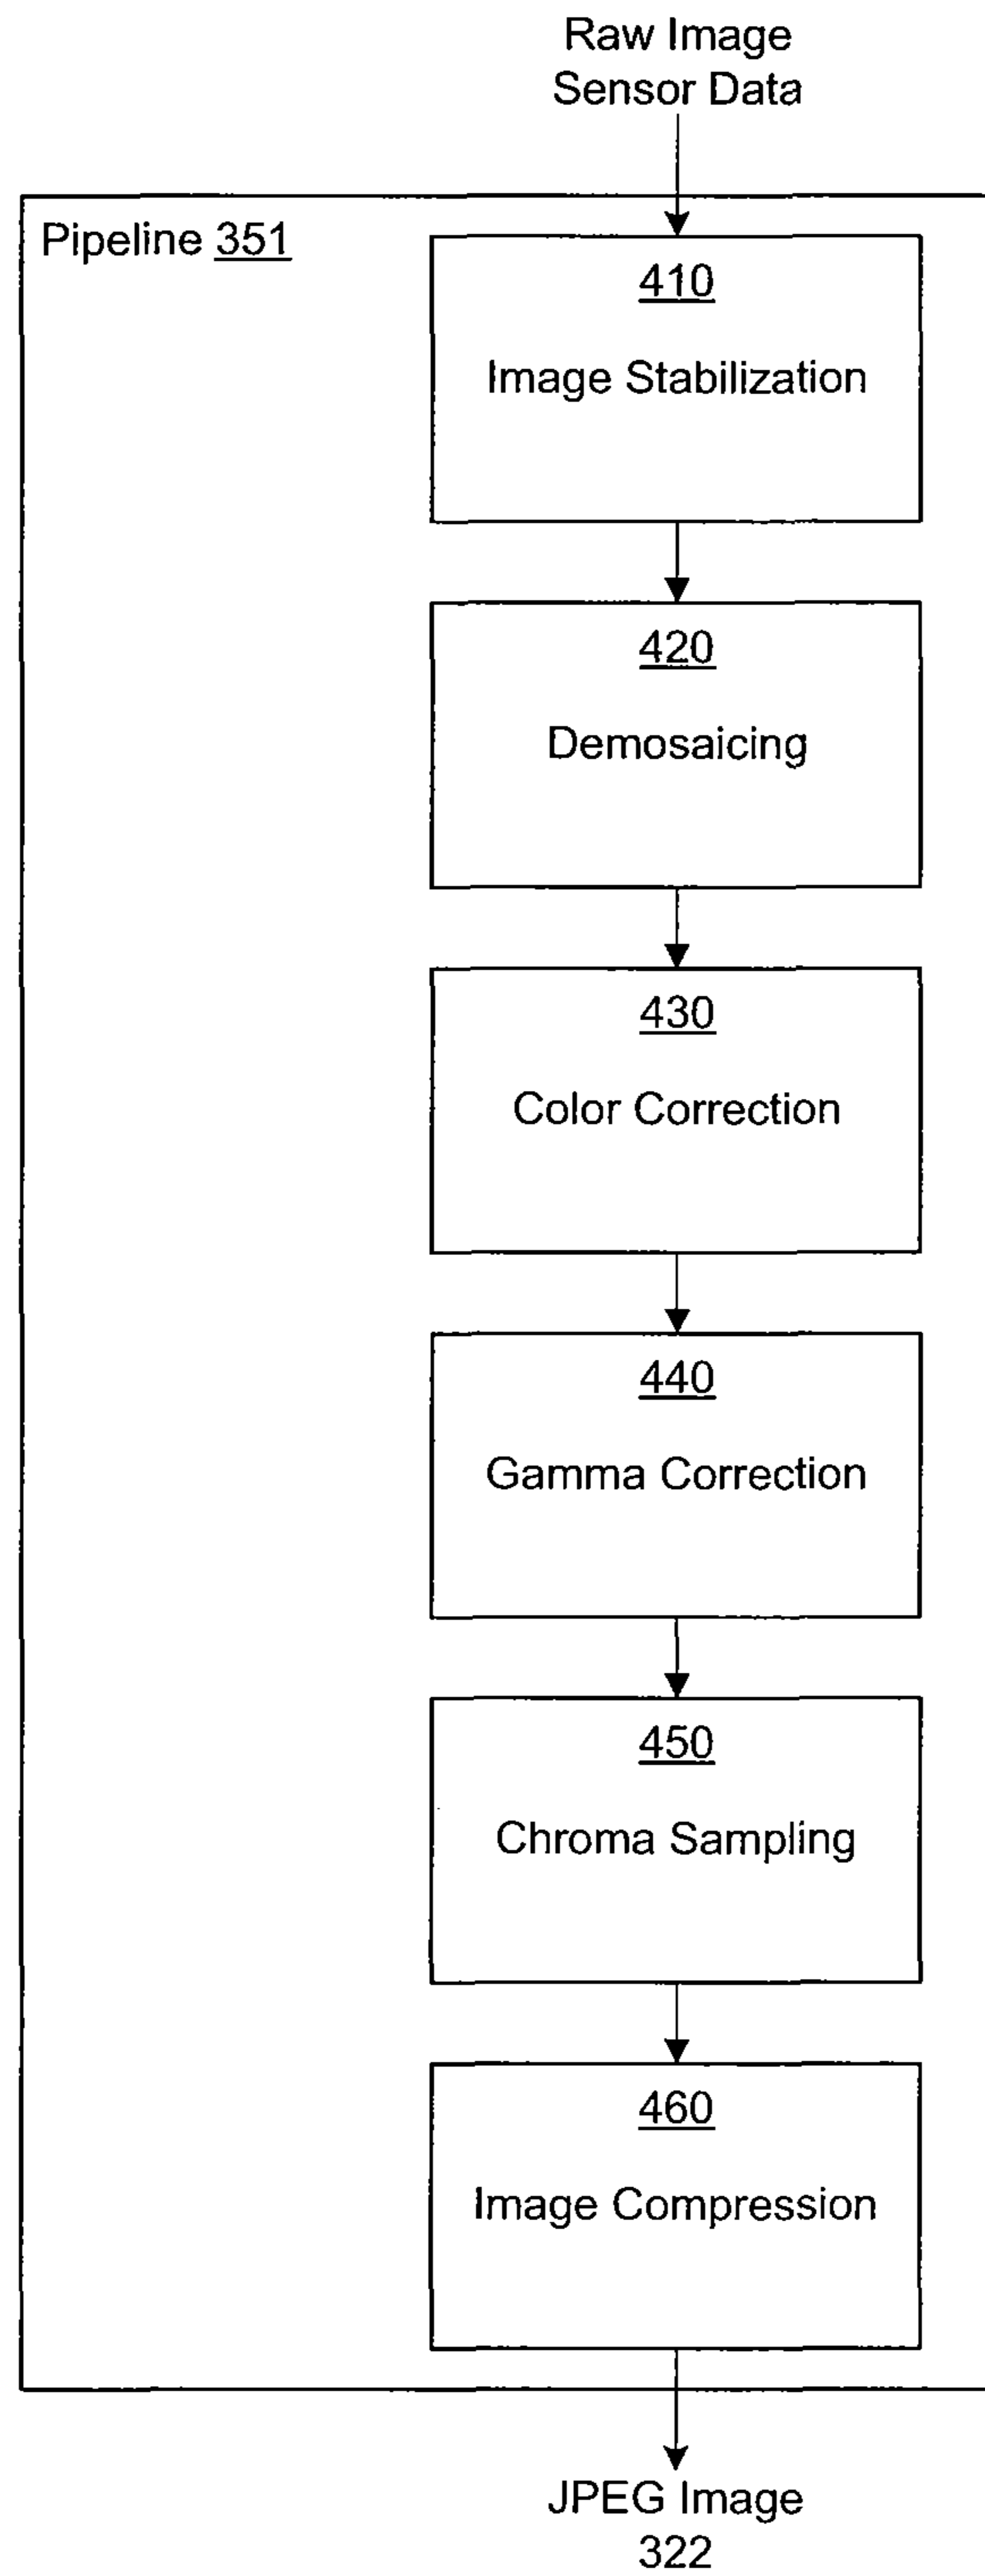 Raw Image
Sensor Data
Pipeline 351
410
Image Stabilization
420
Demosaicing
430
Color Correction
440
Gamma Correction
450
Chroma Sampling
460
Image Compression
JPEG Image
322